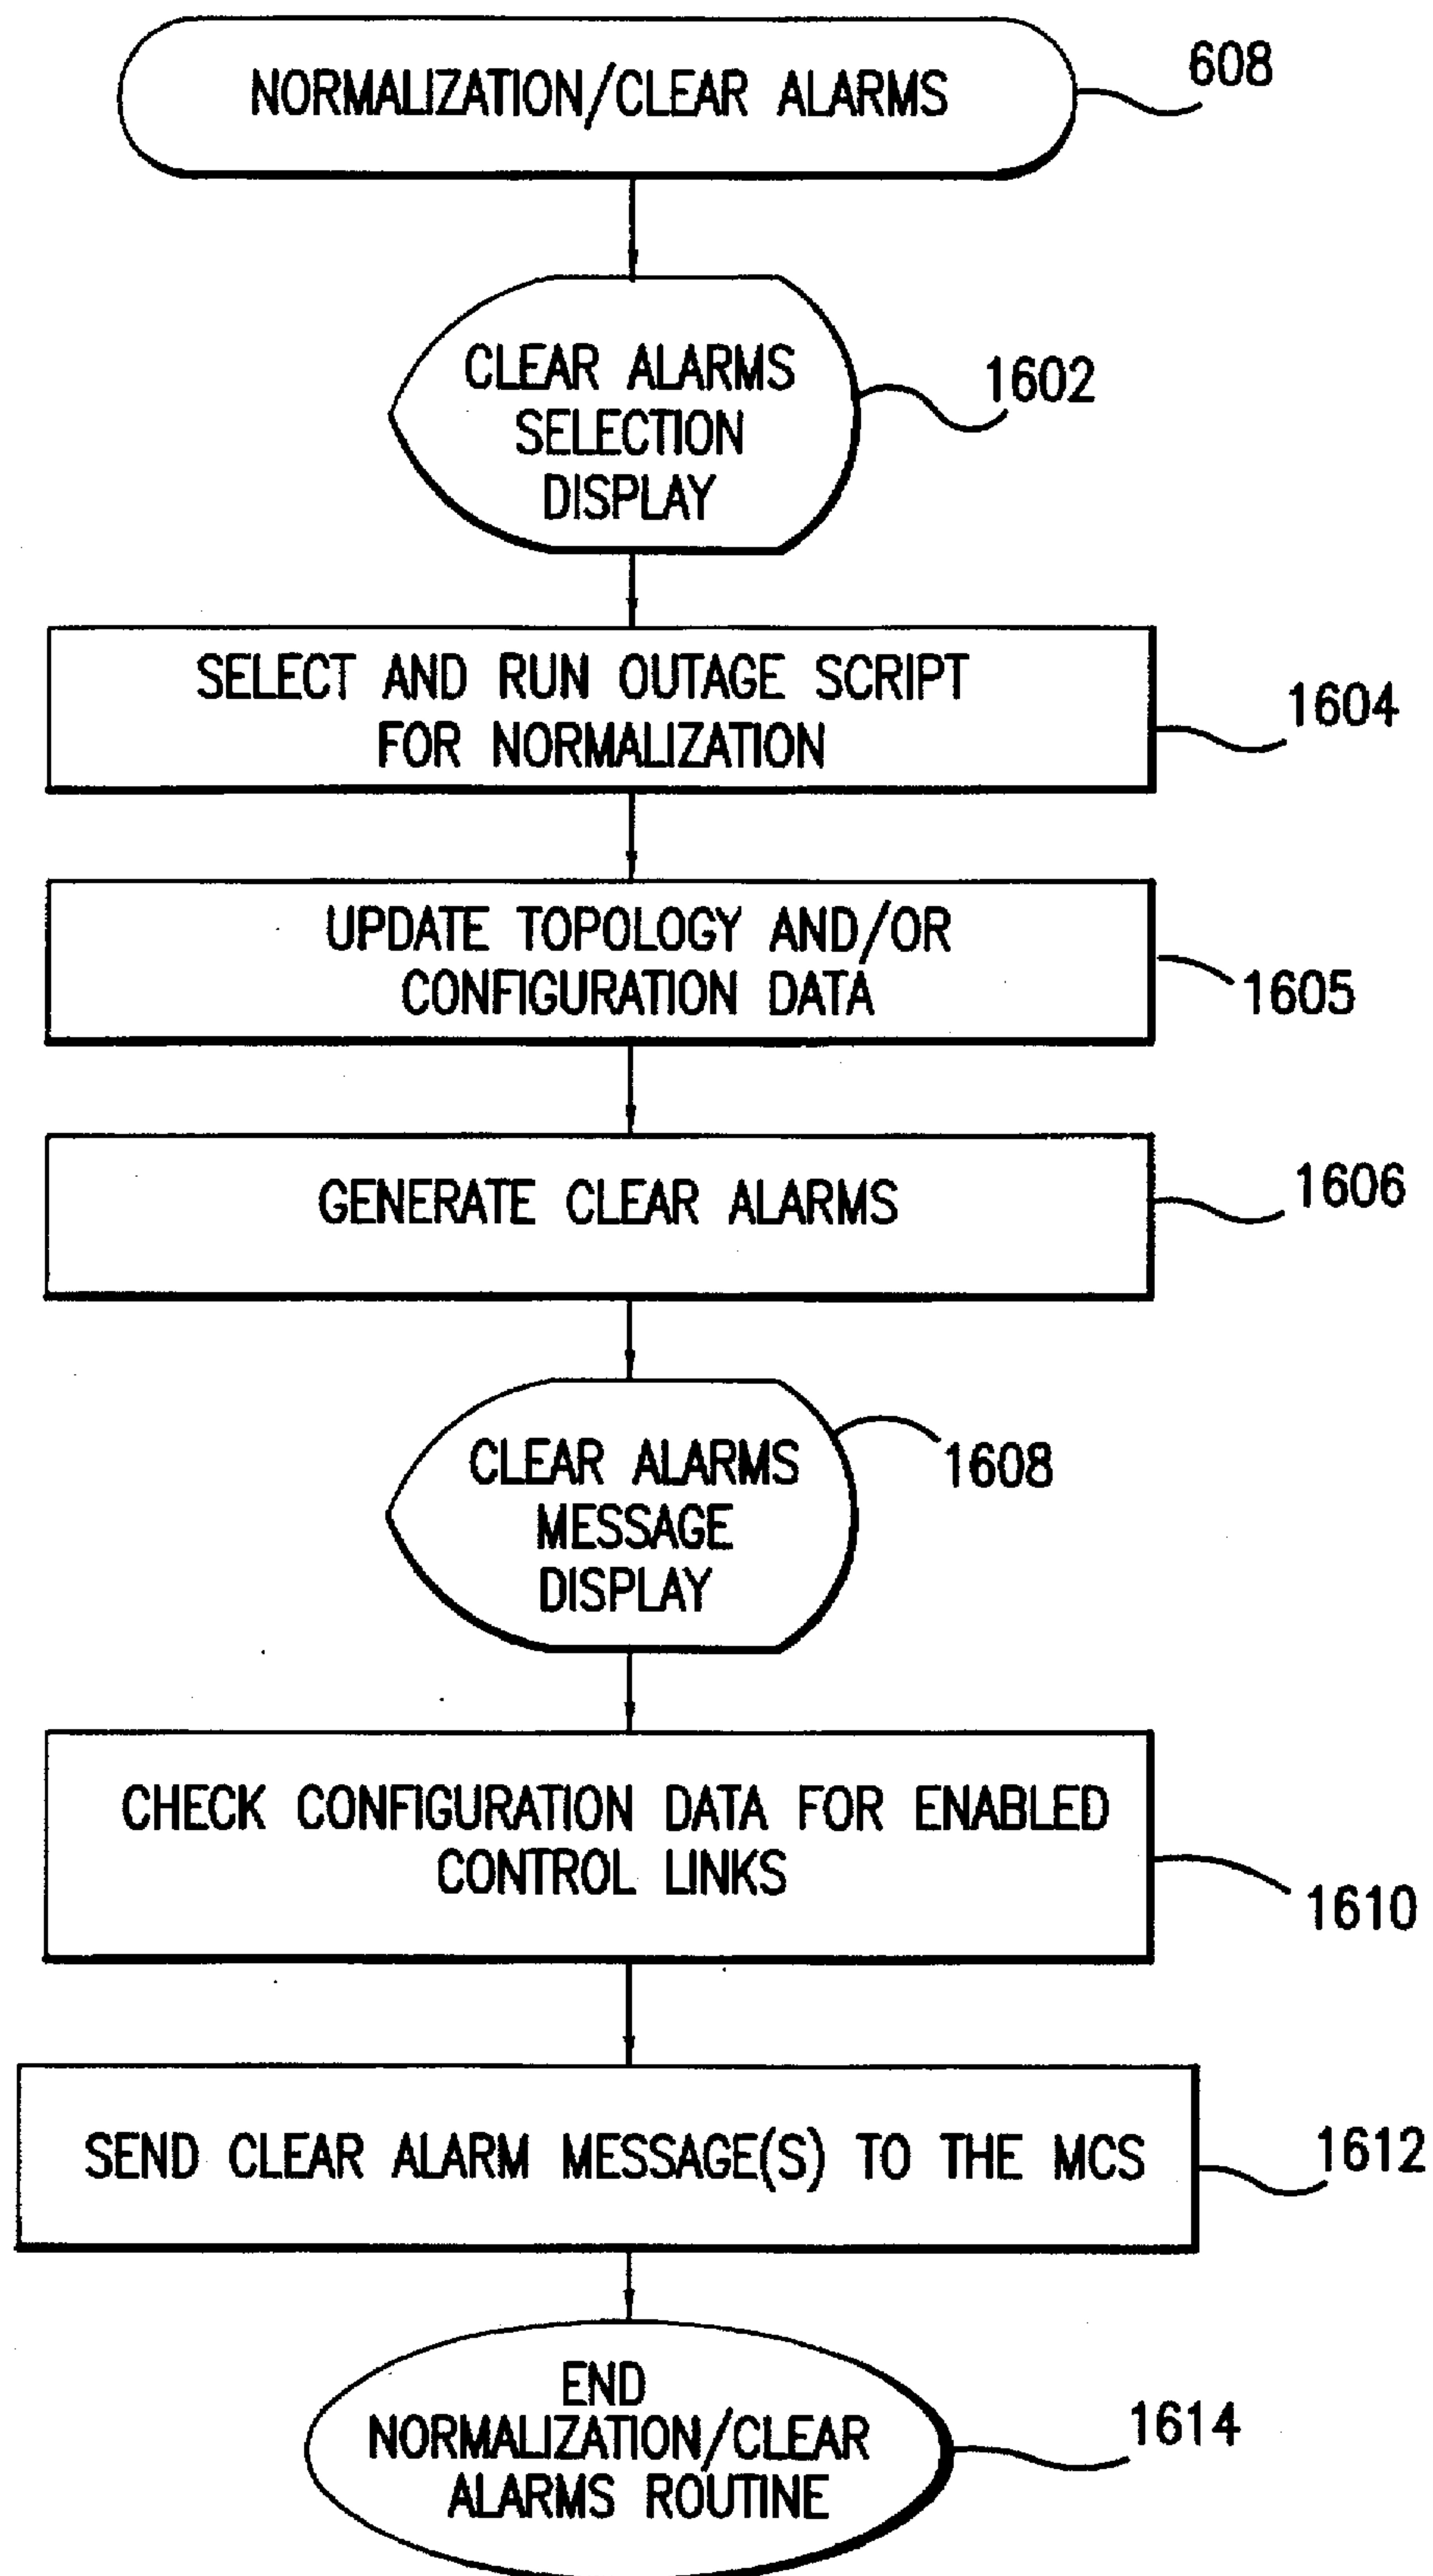 NORMALIZATION/CLEAR ALARMS
608
CLEAR ALARMS
SELECTION
DISPLAY
1602
SELECT AND RUN OUTAGE SCRIPT
FOR NORMALIZATION
1604
UPDATE TOPOLOGY AND/OR
CONFIGURATION DATA
1605
GENERATE CLEAR ALARMS
1606
CLEAR ALARMS
MESSAGE
DISPLAY
1608
CHECK CONFIGURATION DATA FOR ENABLED
CONTROL LINKS
1610
SEND CLEAR ALARM MESSAGE(S) TO THE MCS
1612
END
NORMALIZATION/CLEAR
ALARMS ROUTINE
1614